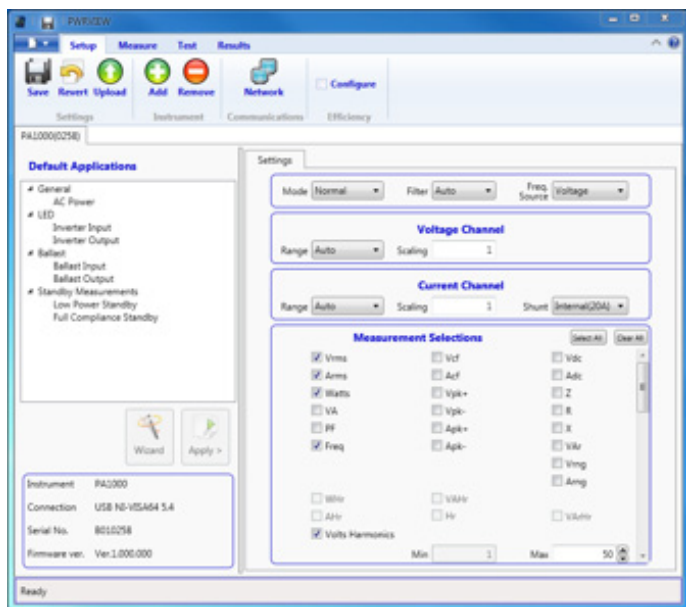 PWRVIEW
Setup Measure Test Results
Save Revert Upload Add Remove Network Configure
Settings Instrument Communications Efficiency
PA1000(0258)
Default Applications
General
AC Power
LED
Inverter Input
Inverter Output
Ballast
Ballast Input
Ballast Output
Standby Measurements
Low Power Standby
Full Compliance Standby
Wizard Apply >
Instrument PA1000
Connection USB NI-VISA64 5.4
Serial No. B010258
Firmware ver. Ver.1.000.000
Settings
Mode Normal Filter Auto Freq. Source Voltage
Voltage Channel
Range Auto Scaling 1
Current Channel
Range Auto Scaling 1 Shunt Internal(20A)
Measurement Selections Select All Clear All
Vrms Vcf Vdc
Arms Acf Adc
Watts Vpk+ Z
VA Vpk- R
PF Apk+ X
Freq Apk- VAr
Vrng
Arng
WHr VAHr
AHr Hr VArHr
Volts Harmonics
Min 1 Max 50
Ready